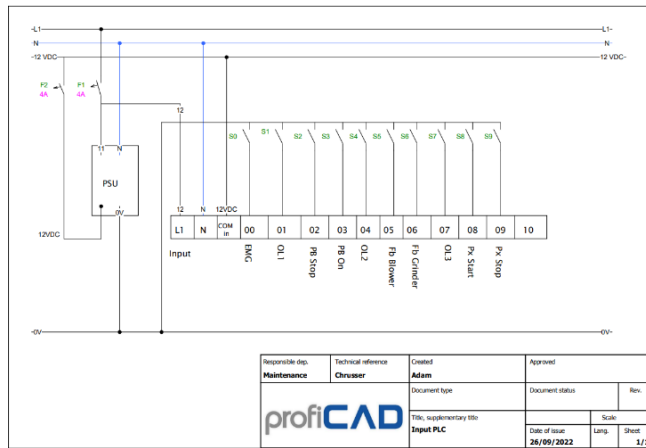 L1 L1
N N
12 VDC 12 VDC
F2 F1
4A 4A
12 12
S0 S1 S2 S3 S4 S5 S6 S7 S8 S9
11 N
PSU
0V
12VDC
12 N 12VDC
L1 N COM in 00 01 02 03 04 05 06 07 08 09 10
Input
EMG
OL1
PB Stop
PB On
OL2
Fb Blower
Fb Grinder
OL3
Px Start
Px Stop
0V 0V
Responsible dep. Technical reference Created Approved
Maintenance Chrusser Adam
Document type Document status Rev.
profiCAD
Title, supplementary title Scale
Input PLC
Date of issue Lang. Sheet
26/09/2022 1/